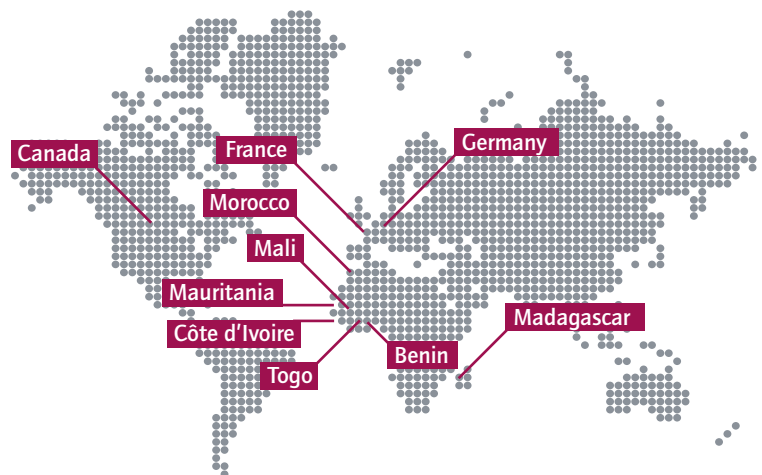 Canada
France
Germany
Morocco
Mali
Mauritania
Côte d'Ivoire
Madagascar
Benin
Togo